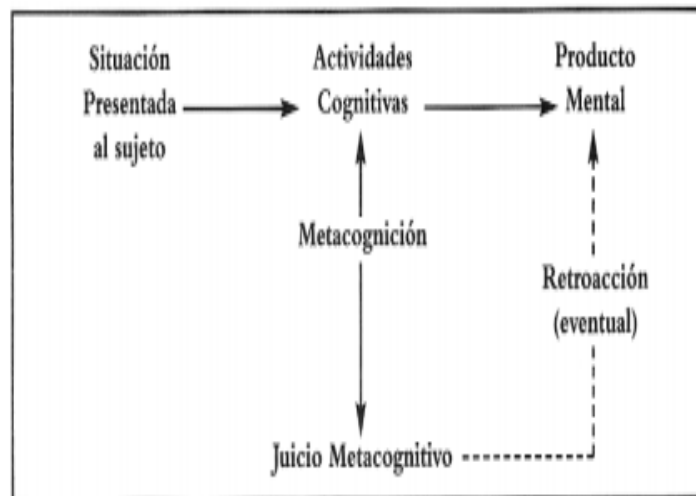 Situación
Presentada
al sujeto
Actividades
Cognitivas
Producto
Mental
Metacognición
Retroacción
(eventual)
Juicio Metacognitivo